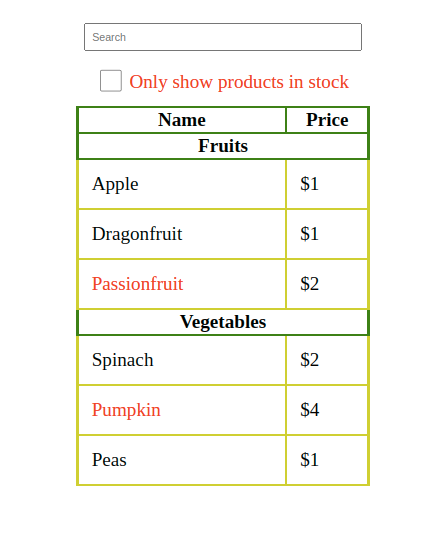 Search
Only show products in stock
Name Price
Fruits
Apple $1
Dragonfruit $1
Passionfruit $2
Vegetables
Spinach $2
Pumpkin $4
Peas $1